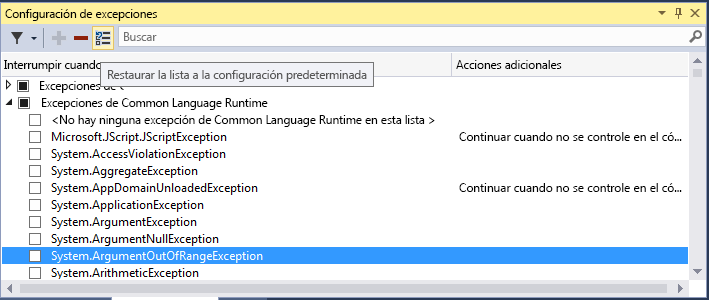 Configuración de excepciones
Buscar
Interrumpir cuando
Acciones adicionales
Restaurar la lista a la configuración predeterminada
Excepciones de
Excepciones de Common Language Runtime
<No hay ninguna excepción de Common Language Runtime en esta lista >
Microsoft.JScript.JScriptException
Continuar cuando no se controle en el có...
System.AccessViolationException
System.AggregateException
System.AppDomainUnloadedException
Continuar cuando no se controle en el có...
System.ApplicationException
System.ArgumentException
System.ArgumentNullException
System.ArgumentOutOfRangeException
System.ArithmeticException